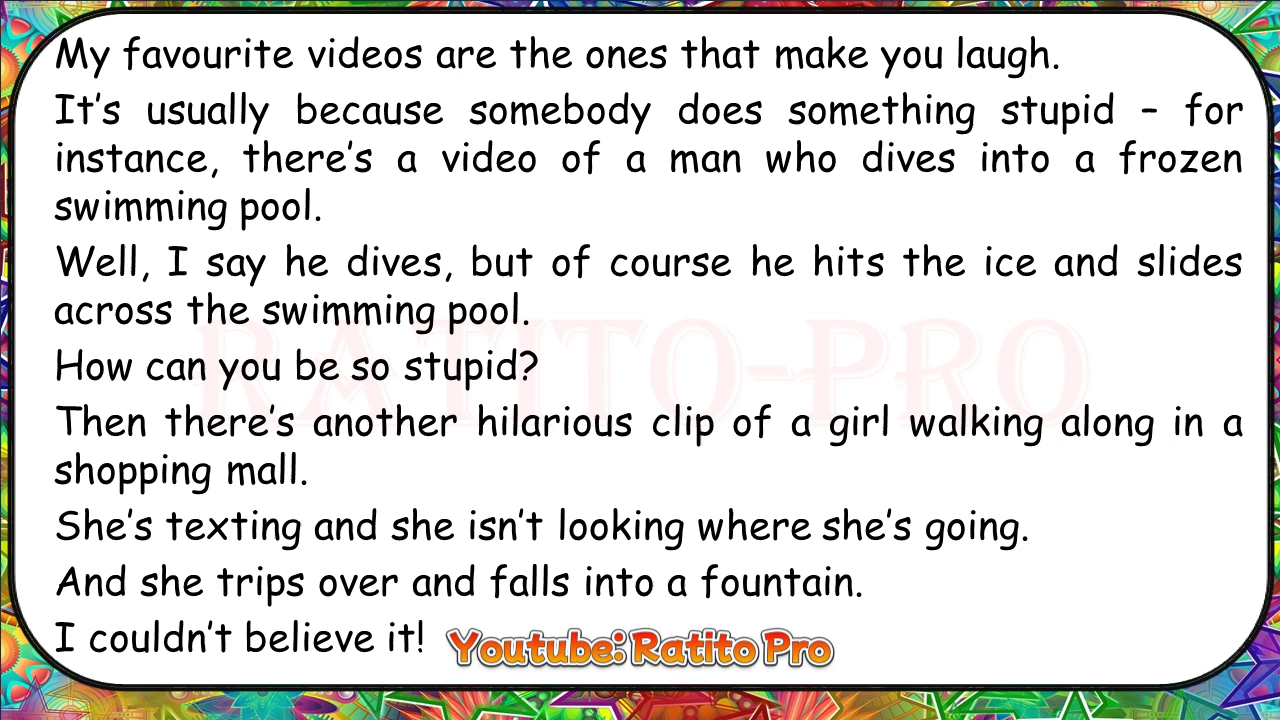 My favourite videos are the ones that make you laugh.
It’s usually because somebody does something stupid – for
instance, there’s a video of a man who dives into a frozen
swimming pool.
Well, I say he dives, but of course he hits the ice and slides
across the swimming pool.
RATITO-PRO
How can you be so stupid?
Then there’s another hilarious clip of a girl walking along in a
shopping mall.
She’s texting and she isn’t looking where she’s going.
And she trips over and falls into a fountain.
I couldn’t believe it!
Youtube: Ratito Pro